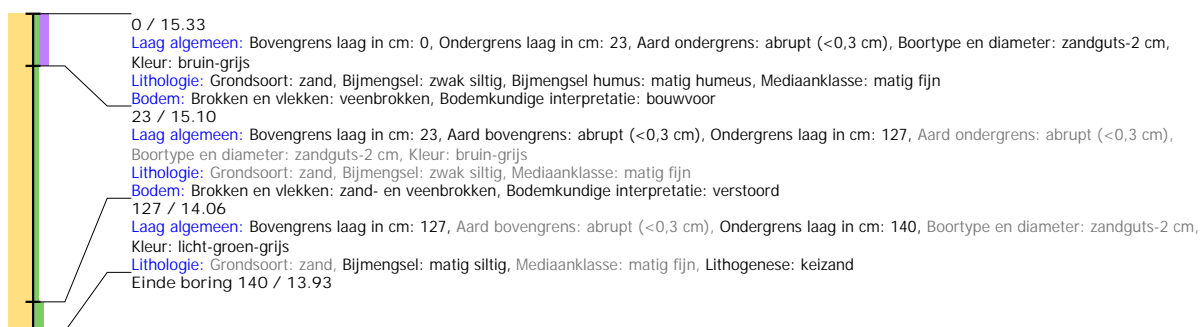 0 / 15.33
Laag algemeen: Bovengrens laag in cm: 0, Ondergrens laag in cm: 23, Aard ondergrens: abrupt (<0,3 cm), Boortype en diameter: zandguts-2 cm,
Kleur: bruin-grijs
Lithologie: Grondsoort: zand, Bijmengsel: zwak siltig, Bijmengsel humus: matig humeus, Mediaanklasse: matig fijn
Bodem: Brokken en vlekken: veenbrokken, Bodemkundige interpretatie: bouwvoor
23 / 15.10
Laag algemeen: Bovengrens laag in cm: 23, Aard bovengrens: abrupt (<0,3 cm), Ondergrens laag in cm: 127, Aard ondergrens: abrupt (<0,3 cm),
Boortype en diameter: zandguts-2 cm, Kleur: bruin-grijs
Lithologie: Grondsoort: zand, Bijmengsel: zwak siltig, Mediaanklasse: matig fijn
Bodem: Brokken en vlekken: zand- en veenbrokken, Bodemkundige interpretatie: verstoord
127 / 14.06
Laag algemeen: Bovengrens laag in cm: 127, Aard bovengrens: abrupt (<0,3 cm), Ondergrens laag in cm: 140, Boortype en diameter: zandguts-2 cm,
Kleur: licht-groen-grijs
Lithologie: Grondsoort: zand, Bijmengsel: matig siltig, Mediaanklasse: matig fijn, Lithogenese: keizand
Einde boring 140 / 13.93